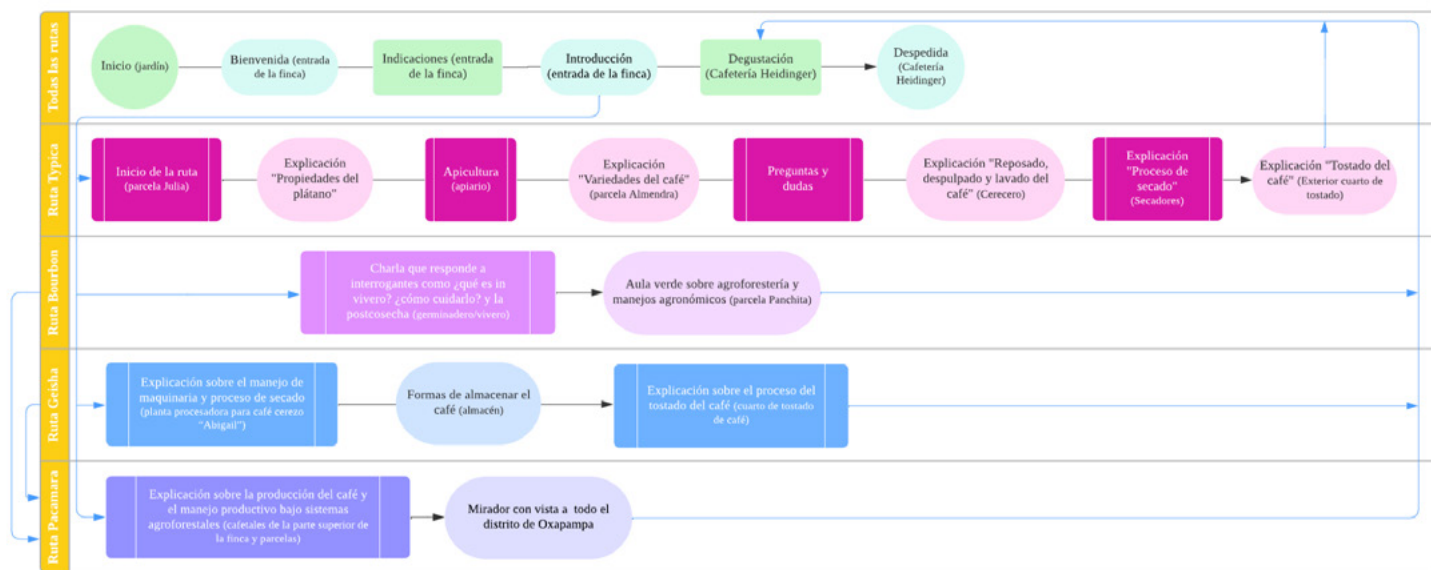 Todas las rutas
Inicio (jardín)
Bienvenida (entrada
de la finca)
Indicaciones (entrada
de la finca)
Introducción
(entrada de la finca)
Degustación
(Cafetería Heidinger)
Despedida
(Cafetería
Heidinger)
Ruta Typica
Inicio de la ruta
(parcela Julia)
Explicación
"Propiedades del
plátano"
Apicultura
(apiario)
Explicación
"Variedades del café"
(parcela Almendra)
Preguntas y
dudas
Explicación "Reposado,
despulpado y lavado del
café" (Cerecero)
Explicación
"Proceso de
secado"
(Secadores)
Explicación "Tostado del
café" (Exterior cuarto de
tostado)
Ruta Bourbon
Charla que responde a
interrogantes como ¿qué es in
vivero? ¿cómo cuidarlo? y la
postcosecha (germinadero/vivero)
Aula verde sobre agroforestería y
manejos agronómicos (parcela Panchita)
Ruta Geisha
Explicación sobre el manejo de
maquinaria y proceso de secado
(planta procesadora para café cerezo
"Abigail")
Formas de almacenar el
café (almacén)
Explicación sobre el proceso del
tostado del café (cuarto de tostado
de café)
Ruta Pacamara
Explicación sobre la producción del café y
el manejo productivo bajo sistemas
agroforestales (cafetales de la parte superior de
la finca y parcelas)
Mirador con vista a todo el
distrito de Oxapampa